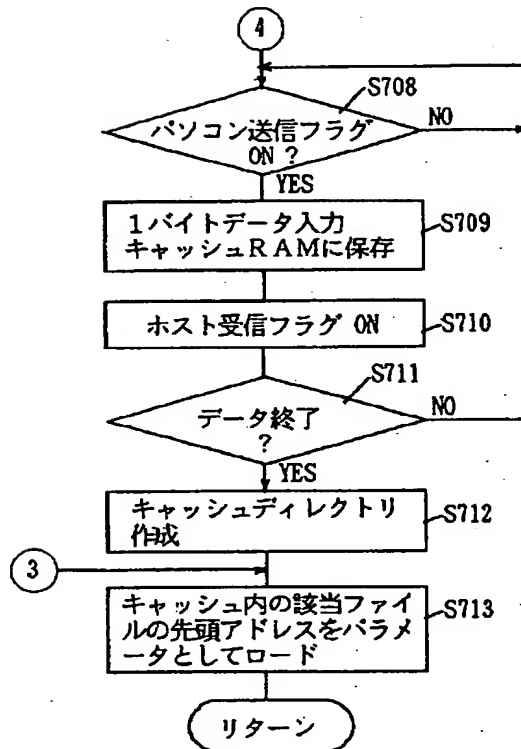 4
S708
パソコン送信フラグ
ON ?
NO
YES
1バイトデータ入力
キャッシュRAMに保存
S709
ホスト受信フラグ ON
S710
S711
データ終了
?
NO
YES
キャッシュディレクトリ
作成
S712
3
キャッシュ内の該当ファイ
ルの先頭アドレスをパラメ
ータとしてロード
S713
リターン